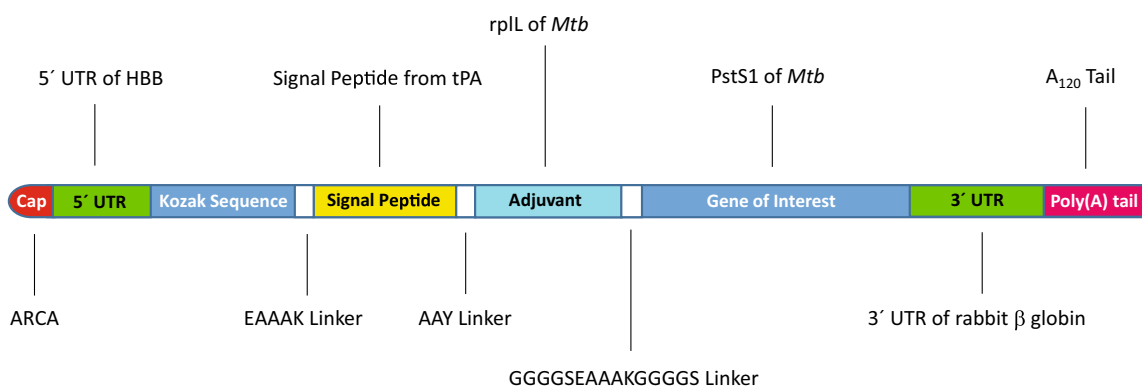 rplL of Mtb
5´ UTR of HBB
Signal Peptide from tPA
PstS1 of Mtb
A₁₂₀ Tail
Cap
5´ UTR
Kozak Sequence
Signal Peptide
Adjuvant
Gene of Interest
3´ UTR
Poly(A) tail
ARCA
EAAAK Linker
AAY Linker
3´ UTR of rabbit β globin
GGGGSEAAAKGGGGS Linker